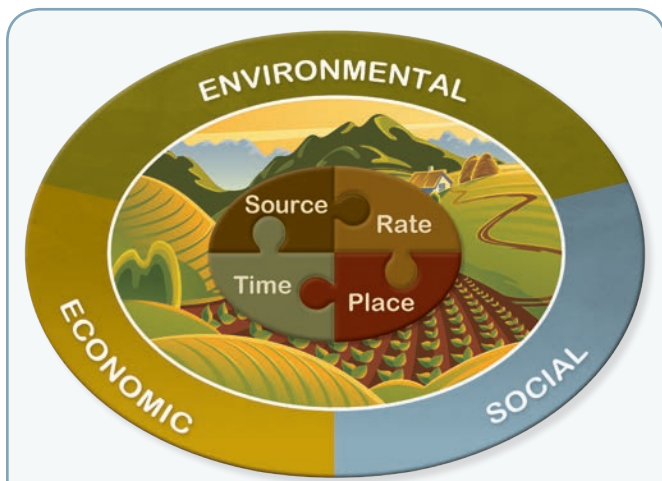 ENVIRONMENTAL
Source
Rate
Time
Place
ECONOMIC
SOCIAL